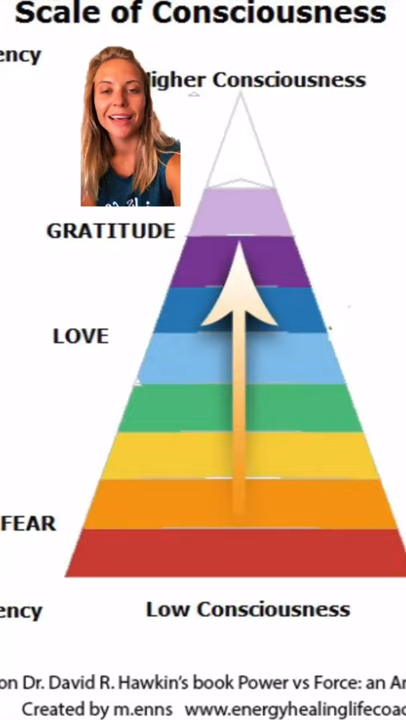 Scale of Consciousness
ency
igher Consciousness
GRATITUDE
LOVE
FEAR
ency
Low Consciousness
on Dr. David R. Hawkin's book Power vs Force: an A
Created by m.enns www.energyhealinglifecoac